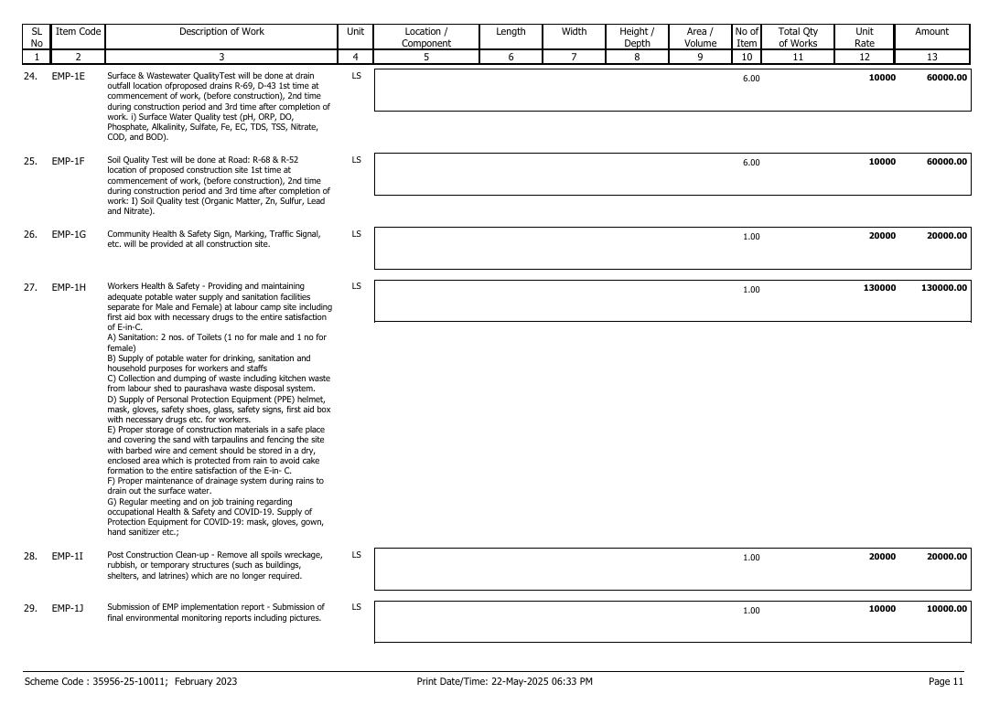 SL No Item Code Description of Work Unit Location / Component Length Width Height / Depth Area / Volume No of Item Total Qty of Works Unit Rate Amount
1 2 3 4 5 6 7 8 9 10 11 12 13
24. EMP-1E Surface & Wastewater QualityTest will be done at drain LS 6.00 10000 60000.00
outfall location ofproposed drains R-69, D-43 1st time at
commencement of work, (before construction), 2nd time
during construction period and 3rd time after completion of
work. i) Surface Water Quality test (pH, ORP, DO,
Phosphate, Alkalinity, Sulfate, Fe, EC, TDS, TSS, Nitrate,
COD, and BOD).
25. EMP-1F Soil Quality Test will be done at Road: R-68 & R-52 LS 6.00 10000 60000.00
location of proposed construction site 1st time at
commencement of work, (before construction), 2nd time
during construction period and 3rd time after completion of
work: I) Soil Quality test (Organic Matter, Zn, Sulfur, Lead
and Nitrate).
26. EMP-1G Community Health & Safety Sign, Marking, Traffic Signal, LS 1.00 20000 20000.00
etc. will be provided at all construction site.
27. EMP-1H Workers Health & Safety - Providing and maintaining LS 1.00 130000 130000.00
adequate potable water supply and sanitation facilities
separate for Male and Female) at labour camp site including
first aid box with necessary drugs to the entire satisfaction
of E-in-C.
A) Sanitation: 2 nos. of Toilets (1 no for male and 1 no for
female)
B) Supply of potable water for drinking, sanitation and
household purposes for workers and staffs
C) Collection and dumping of waste including kitchen waste
from labour shed to paurashava waste disposal system.
D) Supply of Personal Protection Equipment (PPE) helmet,
mask, gloves, safety shoes, glass, safety signs, first aid box
with necessary drugs etc. for workers.
E) Proper storage of construction materials in a safe place
and covering the sand with tarpaulins and fencing the site
with barbed wire and cement should be stored in a dry,
enclosed area which is protected from rain to avoid cake
formation to the entire satisfaction of the E-in- C.
F) Proper maintenance of drainage system during rains to
drain out the surface water.
G) Regular meeting and on job training regarding
occupational Health & Safety and COVID-19. Supply of
Protection Equipment for COVID-19: mask, gloves, gown,
hand sanitizer etc.;
28. EMP-1I Post Construction Clean-up - Remove all spoils wreckage, LS 1.00 20000 20000.00
rubbish, or temporary structures (such as buildings,
shelters, and latrines) which are no longer required.
29. EMP-1J Submission of EMP implementation report - Submission of LS 1.00 10000 10000.00
final environmental monitoring reports including pictures.
Scheme Code : 35956-25-10011; February 2023 Print Date/Time: 22-May-2025 06:33 PM Page 11